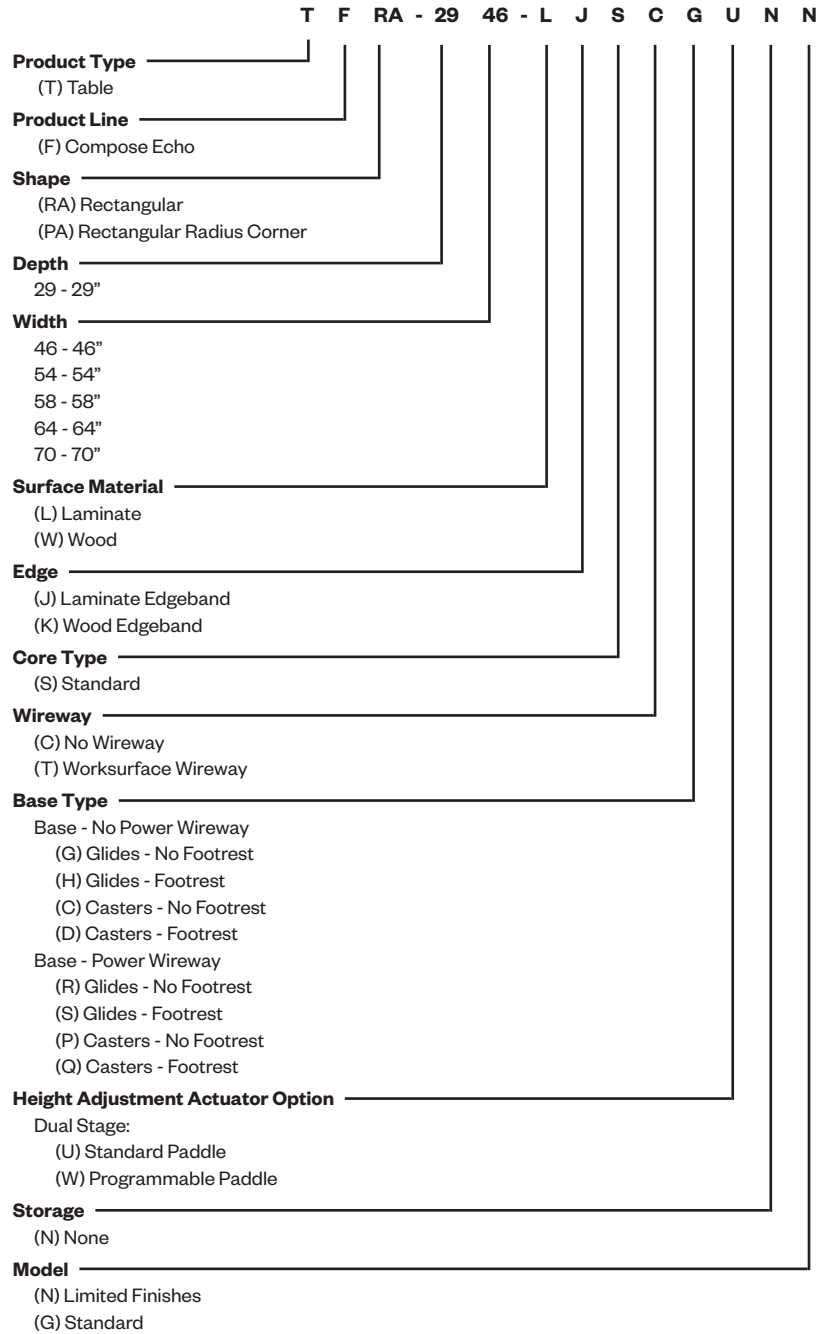 T F RA - 29 46 - L J S C G U N N
Product Type
(T) Table
Product Line
(F) Compose Echo
Shape
(RA) Rectangular
(PA) Rectangular Radius Corner
Depth
29 - 29”
Width
46 - 46”
54 - 54”
58 - 58”
64 - 64”
70 - 70”
Surface Material
(L) Laminate
(W) Wood
Edge
(J) Laminate Edgeband
(K) Wood Edgeband
Core Type
(S) Standard
Wireway
(C) No Wireway
(T) Worksurface Wireway
Base Type
Base - No Power Wireway
(G) Glides - No Footrest
(H) Glides - Footrest
(C) Casters - No Footrest
(D) Casters - Footrest
Base - Power Wireway
(R) Glides - No Footrest
(S) Glides - Footrest
(P) Casters - No Footrest
(Q) Casters - Footrest
Height Adjustment Actuator Option
Dual Stage:
(U) Standard Paddle
(W) Programmable Paddle
Storage
(N) None
Model
(N) Limited Finishes
(G) Standard